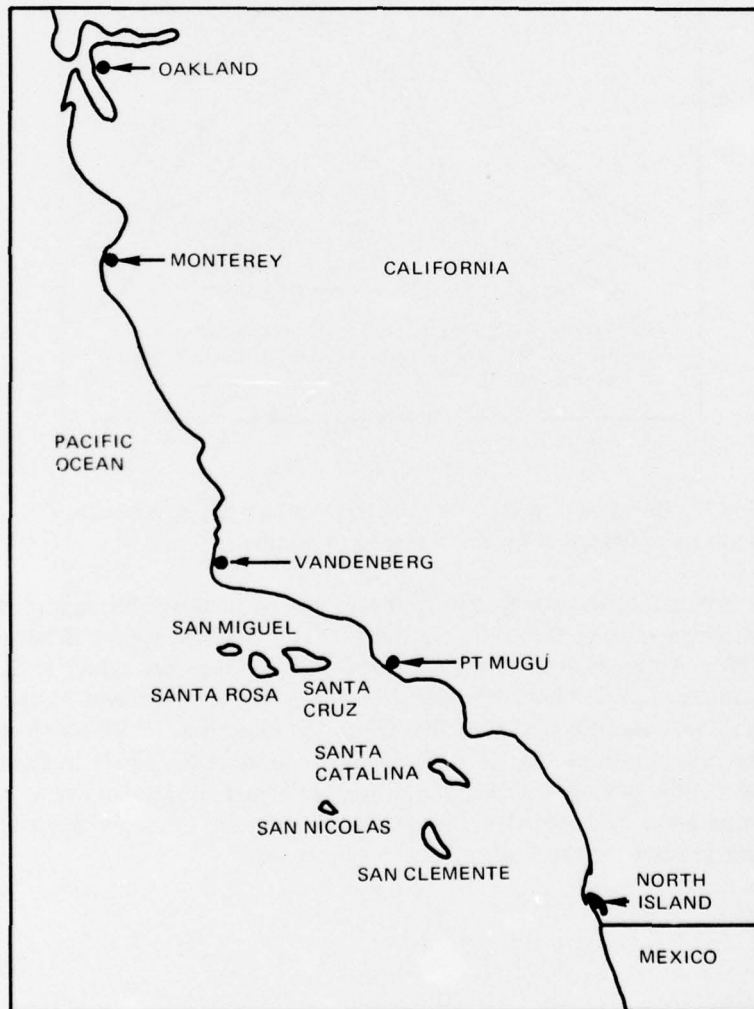 OAKLAND
MONTEREY
CALIFORNIA
PACIFIC
OCEAN
VANDENBERG
SAN MIGUEL
SANTA ROSA
SANTA
CRUZ
PT MUGU
SANTA
CATALINA
SAN NICOLAS
SAN CLEMENTE
NORTH
ISLAND
MEXICO